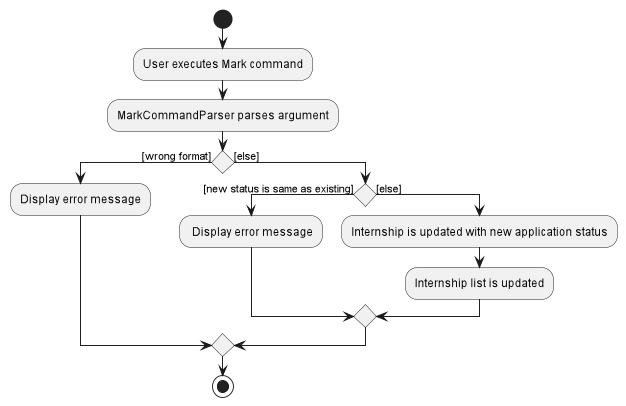 User executes Mark command
MarkCommandParser parses argument
[wrong format]
[else]
Display error message
[new status is same as existing]
[else]
Display error message
Internship is updated with new application status
Internship list is updated